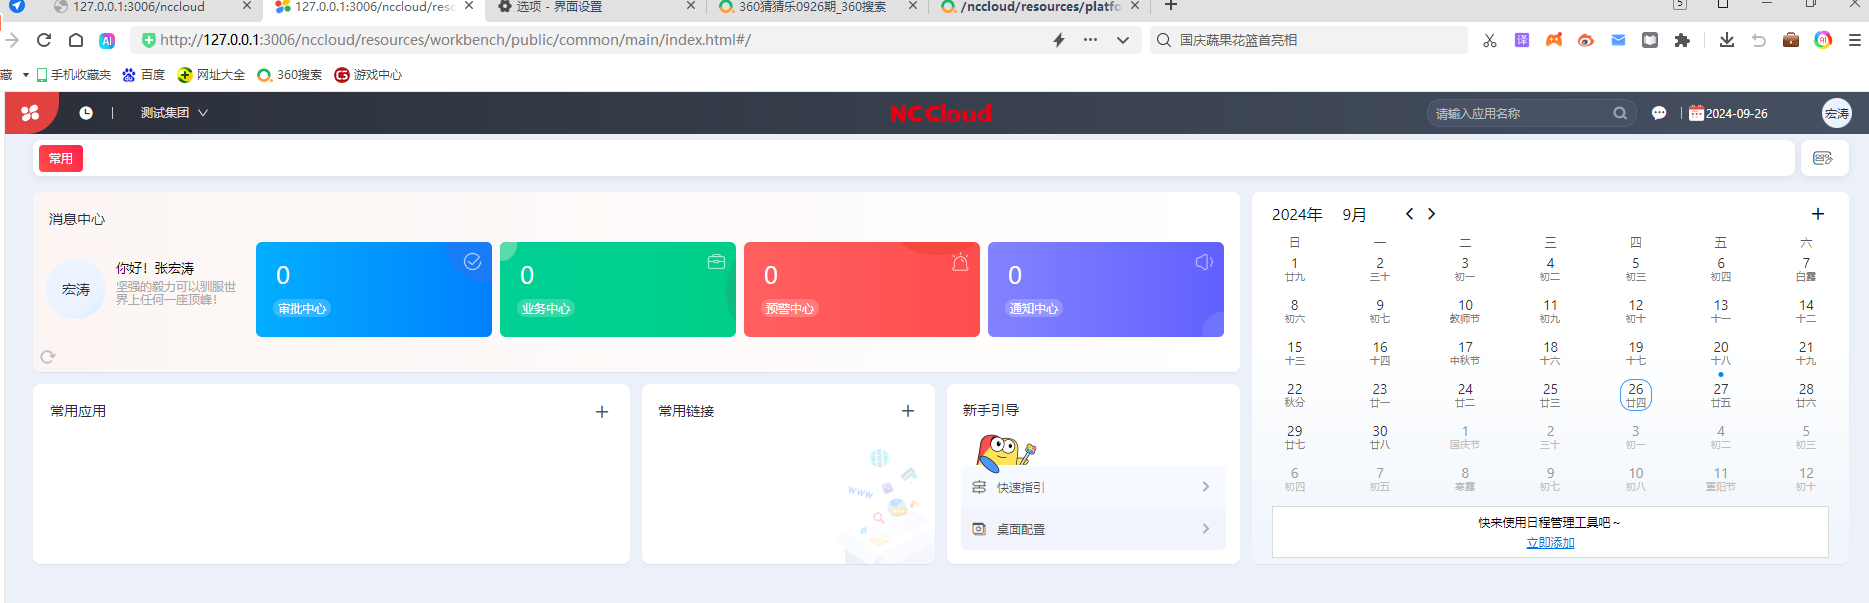 127.0.0.1:3006/nccloud
127.0.0.1:3006/nccloud/resc
选项 - 界面设置
360猜猜乐0926期_360搜索
/nccloud/resources/platfo
5
AI
http://127.0.0.1:3006/nccloud/resources/workbench/public/common/main/index.html#/
国庆蔬果花篮首亮相
译
藏
手机收藏夹
百度
网址大全
360搜索
游戏中心
测试集团
NCCloud
请输入应用名称
2024-09-26
宏涛
常用
消息中心
宏涛
你好！张宏涛
坚强的毅力可以驯服世
界上任何一座顶峰！
0
审批中心
0
业务中心
0
预警中心
0
通知中心
常用应用
常用链接
www
新手引导
快速指引
桌面配置
2024年 9月
日 一 二 三 四 五 六
1 2 3 4 5 6 7
廿九 三十 初一 初二 初三 初四 白露
8 9 10 11 12 13 14
初六 初七 教师节 初九 初十 十一 十二
15 16 17 18 19 20 21
十三 十四 中秋节 十六 十七 十八 十九
22 23 24 25 26 27 28
秋分 廿一 廿二 廿三 廿四 廿五 廿六
29 30 1 2 3 4 5
廿七 廿八 国庆节 三十 初一 初二 初三
6 7 8 9 10 11 12
初四 初五 寒露 初七 初八 重阳节 初十
快来使用日程管理工具吧～
立即添加